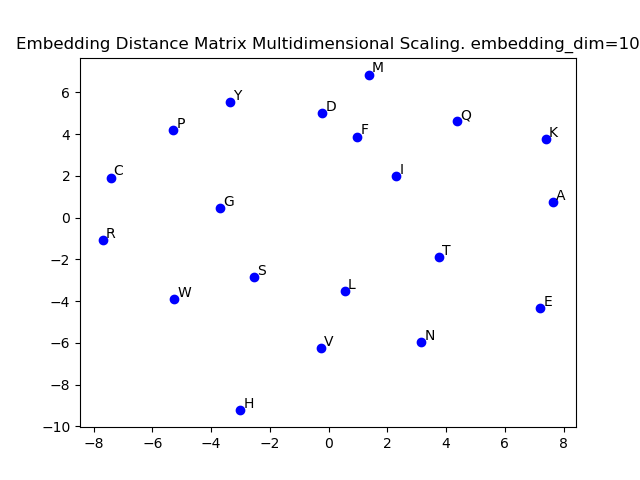 Embedding Distance Matrix Multidimensional Scaling. embedding_dim=10
M
6
Y
D
Q
P
4
F
K
C
2
I
A
G
0
R
T
−2
S
W
L
E
−4
N
V
−6
−8
H
−10
−8 −6 −4 −2 0 2 4 6 8